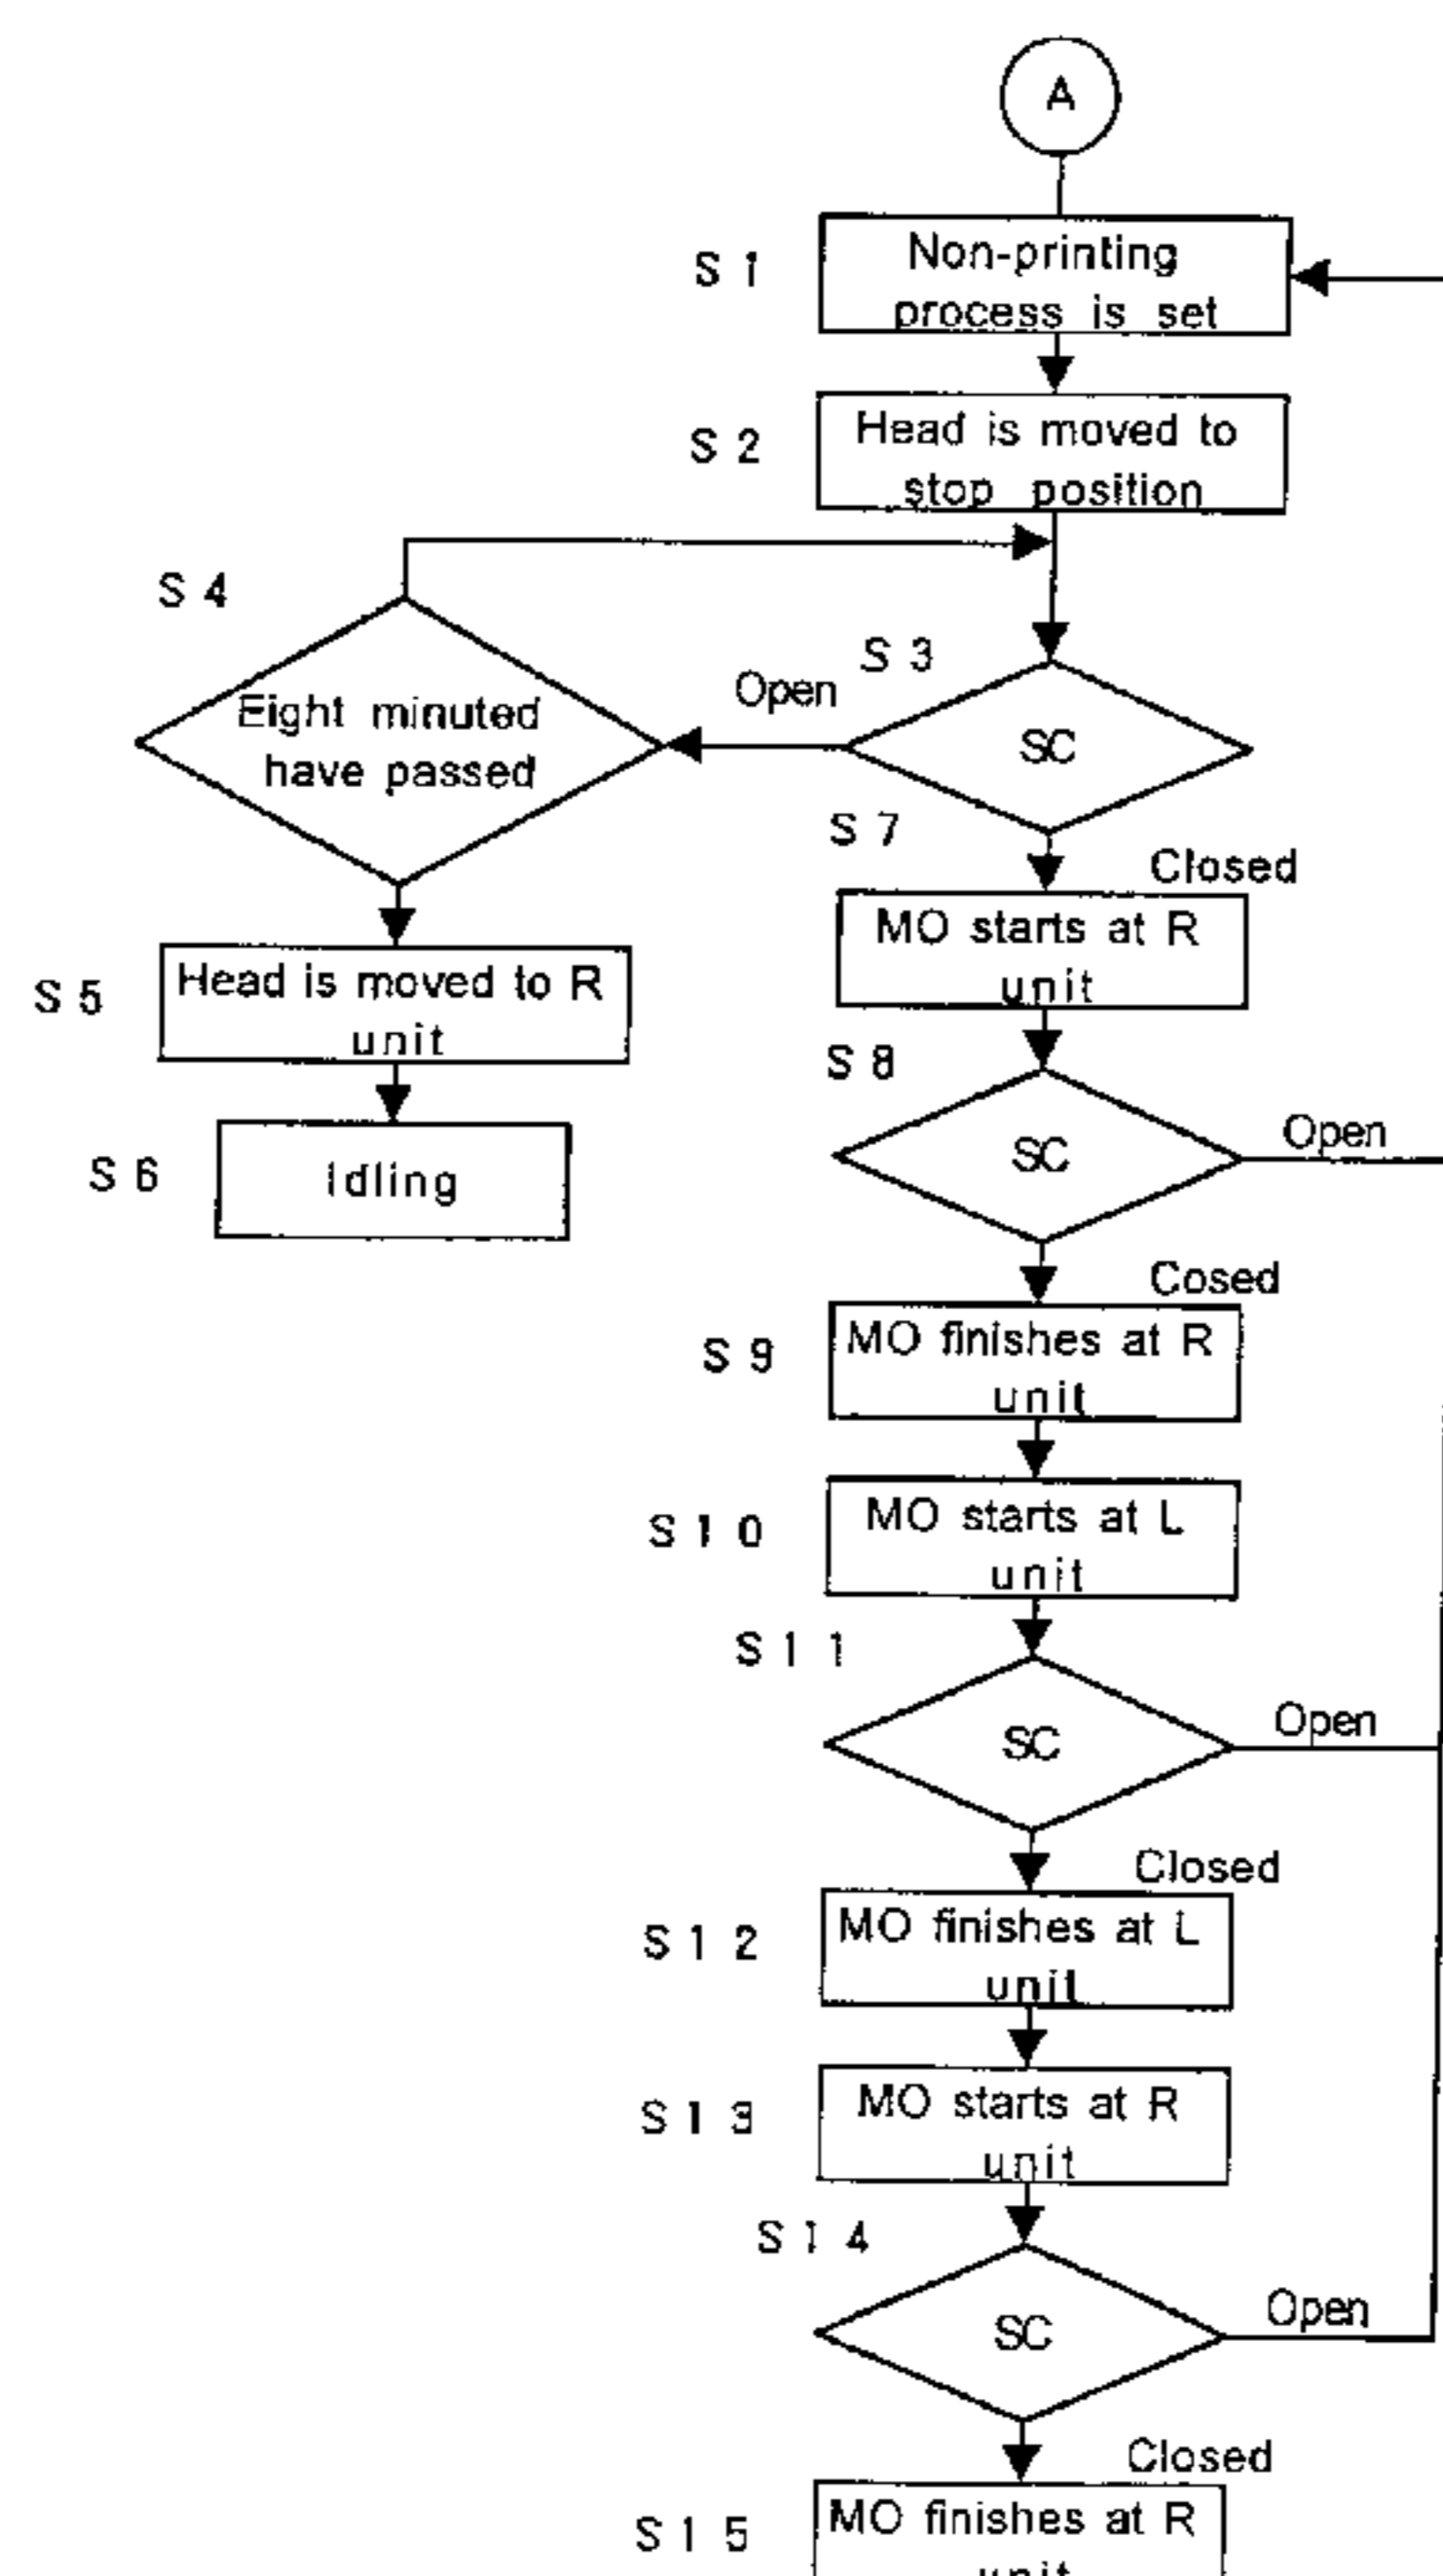 A
S 1
Non-printing
process is set
S 2
Head is moved to
stop position
S 4
Eight minuted
have passed
Open
S 3
SC
S 7
Closed
MO starts at R
unit
S 5
Head is moved to R
unit
S 6
Idling
S 8
SC
Open
Cosed
S 9
MO finishes at R
unit
S 1 0
MO starts at L
unit
S 1 1
SC
Open
Closed
S 1 2
MO finishes at L
unit
S 1 3
MO starts at R
unit
S 1 4
SC
Open
Closed
S 1 5
MO finishes at R
unit